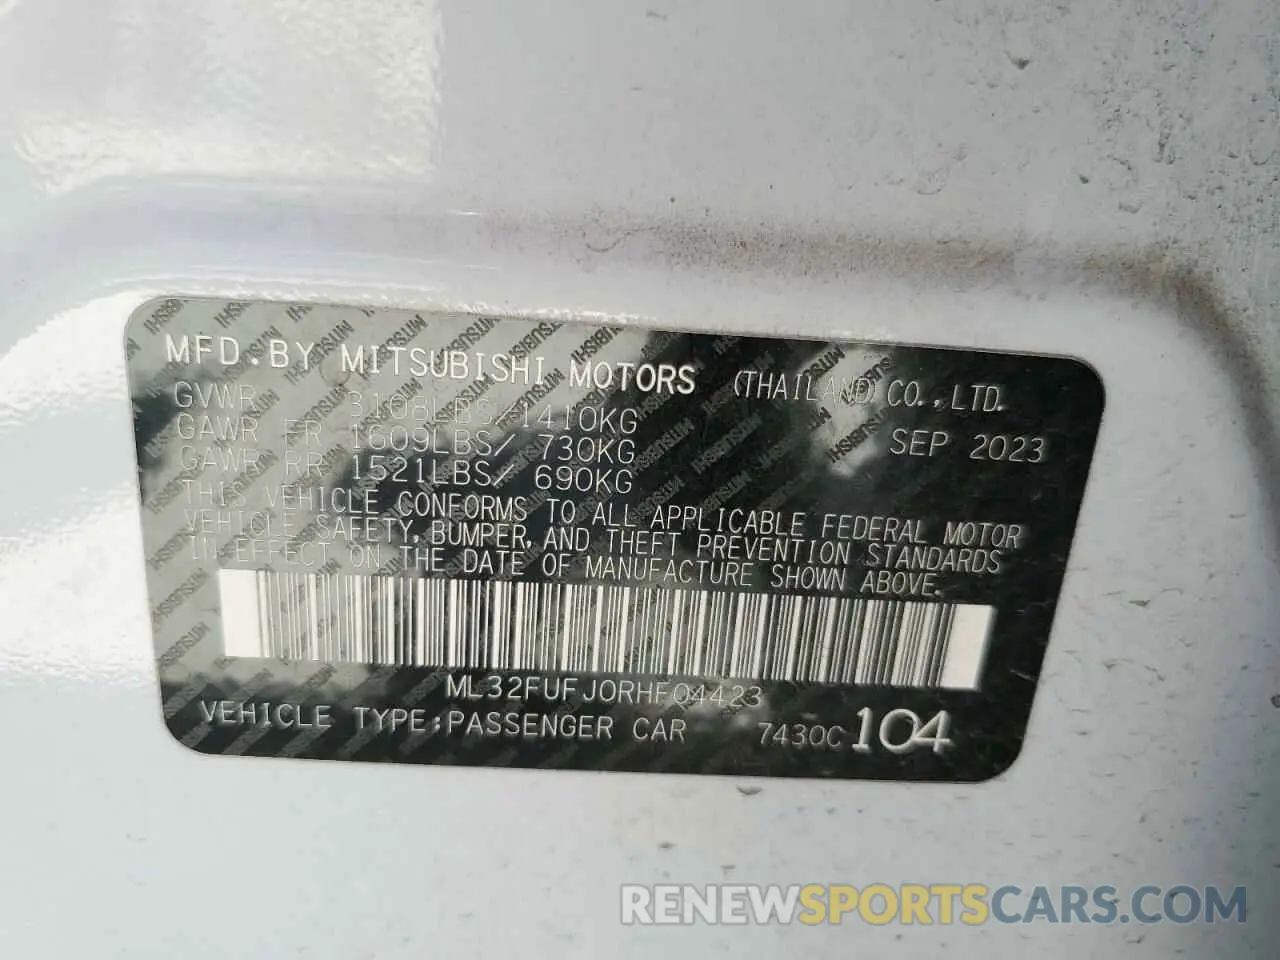 MFD.BY MITSUBISHI MOTORS (THAILAND) CO.,LTD.
GVWR 3108LBS/1410KG
SEP 2023
GAWR FR 1609LBS/ 730KG
GAWR RR 1521LBS/ 690KG
THIS VEHICLE CONFORMS TO ALL APPLICABLE FEDERAL MOTOR
VEHICLE SAFETY, BUMPER, AND THEFT PREVENTION STANDARDS
IN EFFECT ON THE DATE OF MANUFACTURE SHOWN ABOVE.
ML32FUFJ0RHF04423
VEHICLE TYPE:PASSENGER CAR 7430C 104
RENEWSPORTSCARS.COM